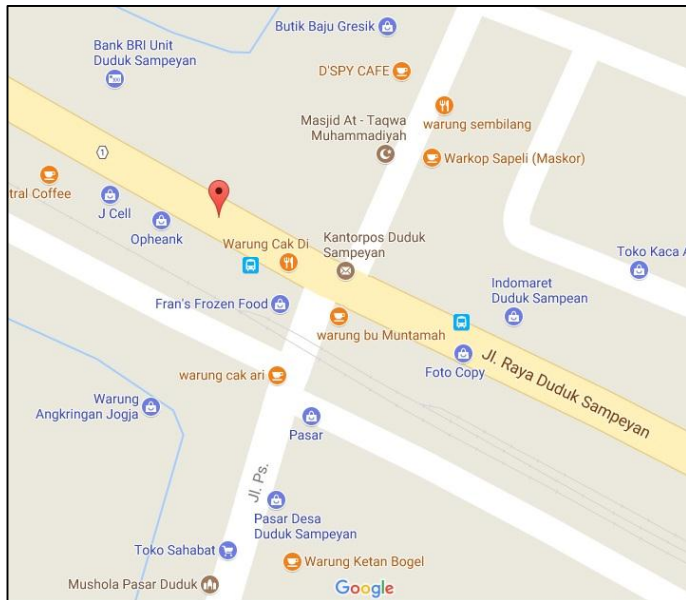 Butik Baju Gresik
Bank BRI Unit
Duduk Sampeyan
D'SPY CAFE
Masjid At - Taqwa
Muhammadiyah
warung sembilang
Warkop Sapeli (Maskor)
1
tral Coffee
J Cell
Opheank
Warung Cak Di
Kantorpos Duduk
Sampeyan
Toko Kaca A
Fran's Frozen Food
Indomaret
Duduk Sampean
warung bu Muntamah
Foto Copy
Jl. Raya Duduk Sampeyan
warung cak ari
Warung
Angkringan Jogja
Pasar
Jl. Ps.
Pasar Desa
Duduk Sampeyan
Toko Sahabat
Warung Ketan Bogel
Mushola Pasar Duduk
Google